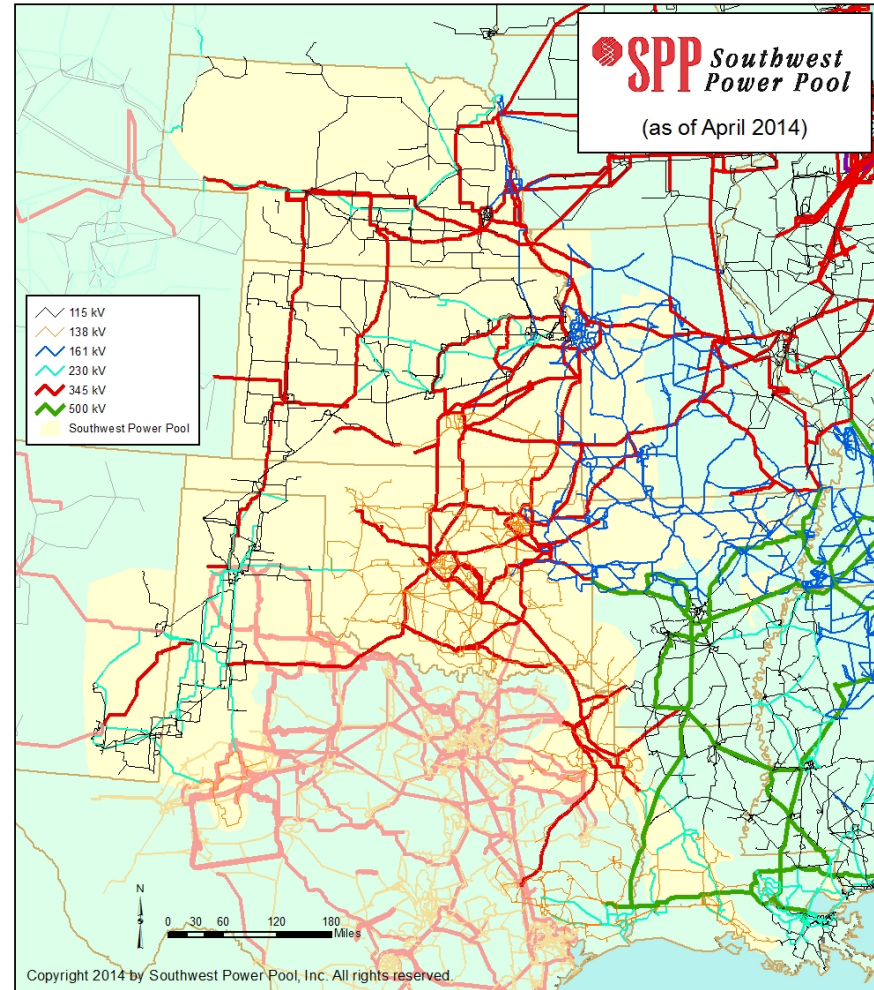 SPP Southwest
Power Pool
(as of April 2014)
115 kV
138 kV
161 kV
230 kV
345 kV
500 kV
Southwest Power Pool
N
0 30 60 120 180
Miles
Copyright 2014 by Southwest Power Pool, Inc. All rights reserved.